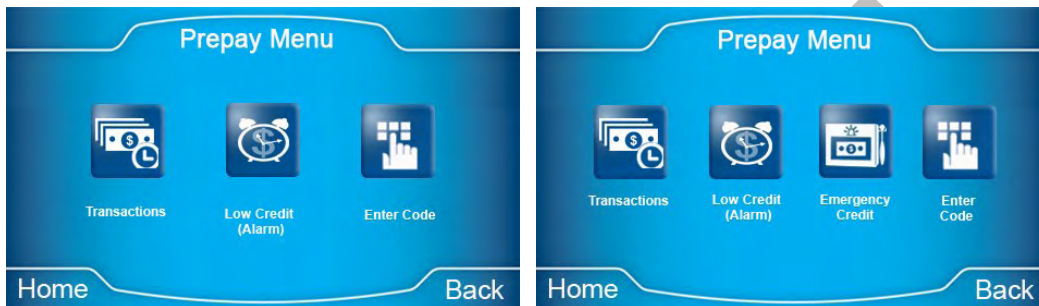 Prepay Menu
Transactions
Low Credit
(Alarm)
Enter Code
Home
Back
Prepay Menu
Transactions
Low Credit
(Alarm)
Emergency
Credit
Enter
Code
Home
Back